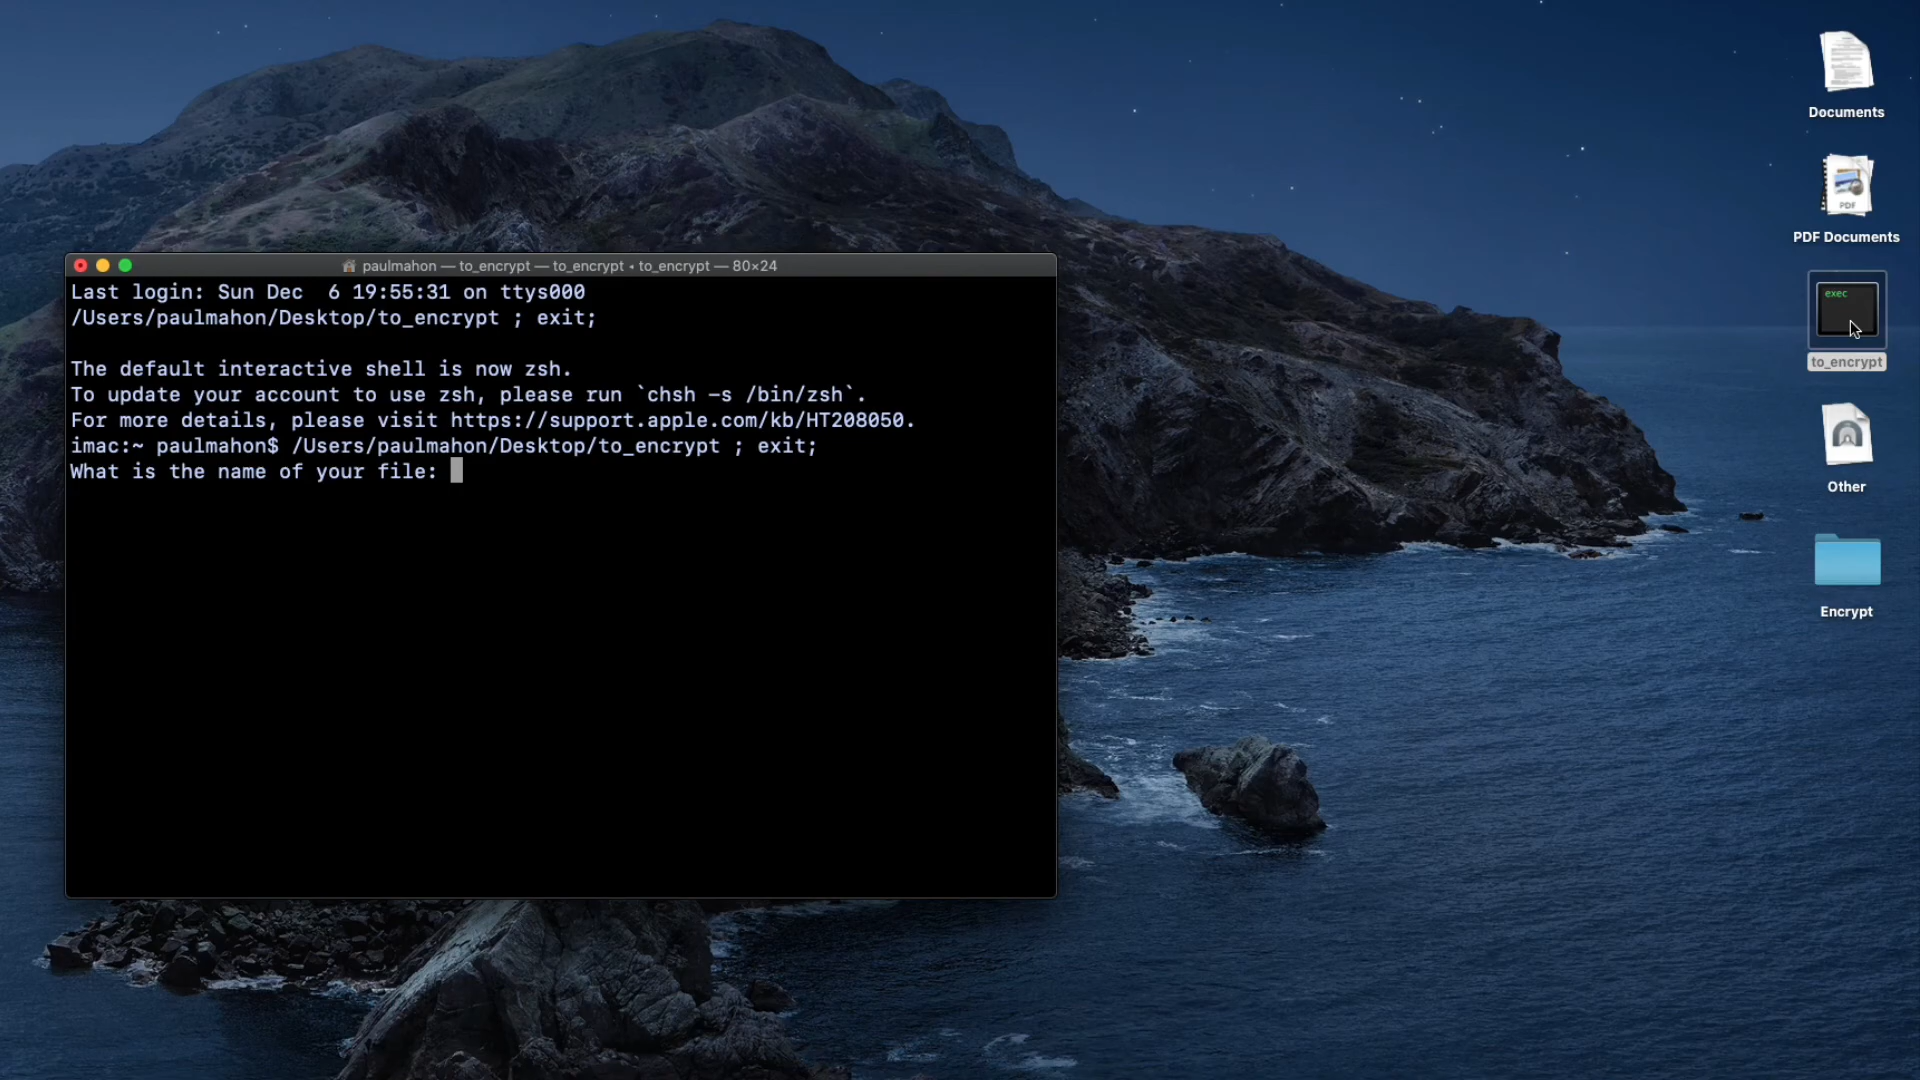 paulmahon — to_encrypt — to_encrypt • to_encrypt — 80×24
Last login: Sun Dec  6 19:55:31 on ttys000
/Users/paulmahon/Desktop/to_encrypt ; exit;
The default interactive shell is now zsh.
To update your account to use zsh, please run `chsh -s /bin/zsh`.
For more details, please visit https://support.apple.com/kb/HT208050.
imac:~ paulmahon$ /Users/paulmahon/Desktop/to_encrypt ; exit;
What is the name of your file:
Documents
PDF
PDF Documents
exec
to_encrypt
Other
Encrypt